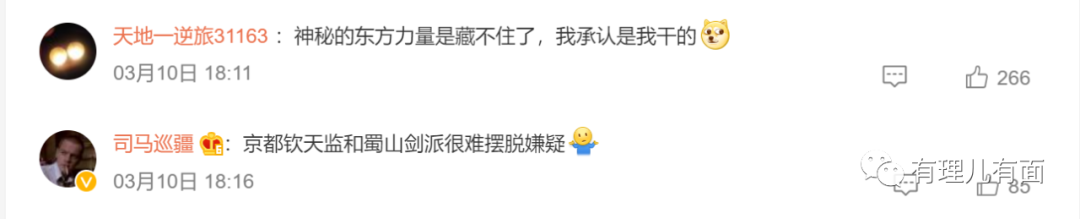 天地一逆旅31163：神秘的东方力量是藏不住了，我承认是我干的
03月10日 18:11
266
司马巡疆：京都钦天监和蜀山剑派很难摆脱嫌疑
03月10日 18:16
85
有理儿有面